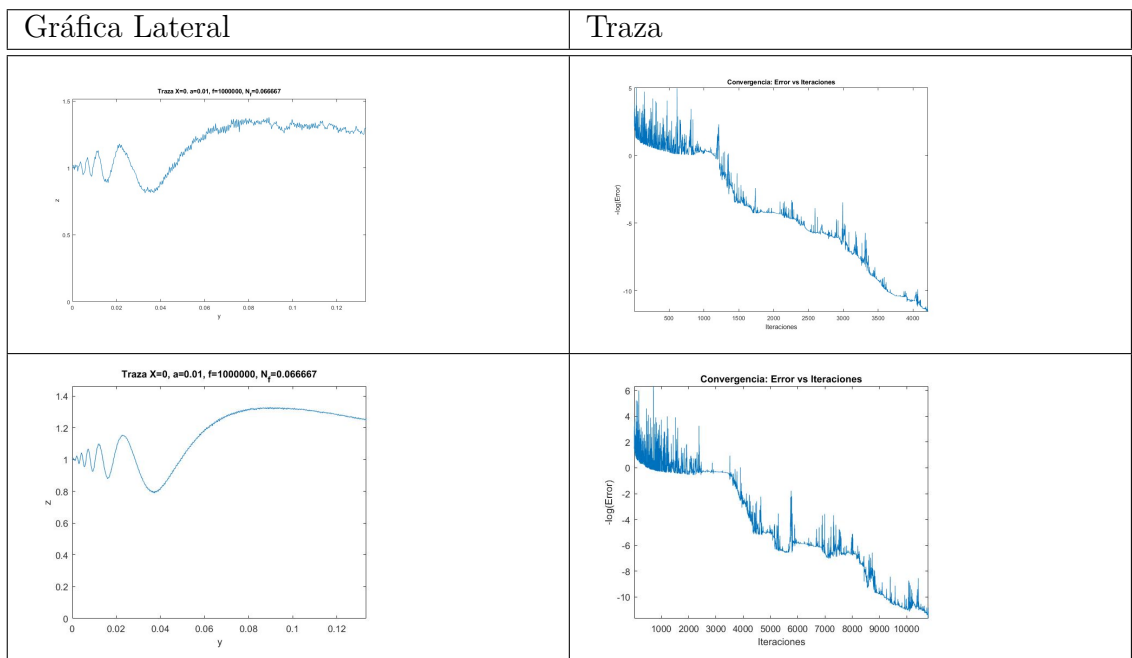 Gráfica Lateral
Traza
Traza X=0. a=0.01, f=1000000, N_f=0.066667
1.5
1
0.5
0
z
0 0.02 0.04 0.06 0.08 0.1 0.12
y
Convergencia: Error vs Iteraciones
5
0
-5
-10
-log(Error)
500 1000 1500 2000 2500 3000 3500 4000
Iteraciones
Traza X=0, a=0.01, f=1000000, N_f=0.066667
1.4
1.2
1
0.8
0.6
0.4
0.2
0
z
0 0.02 0.04 0.06 0.08 0.1 0.12
y
Convergencia: Error vs Iteraciones
6
4
2
0
-2
-4
-6
-8
-10
-log(Error)
1000 2000 3000 4000 5000 6000 7000 8000 9000 10000
Iteraciones